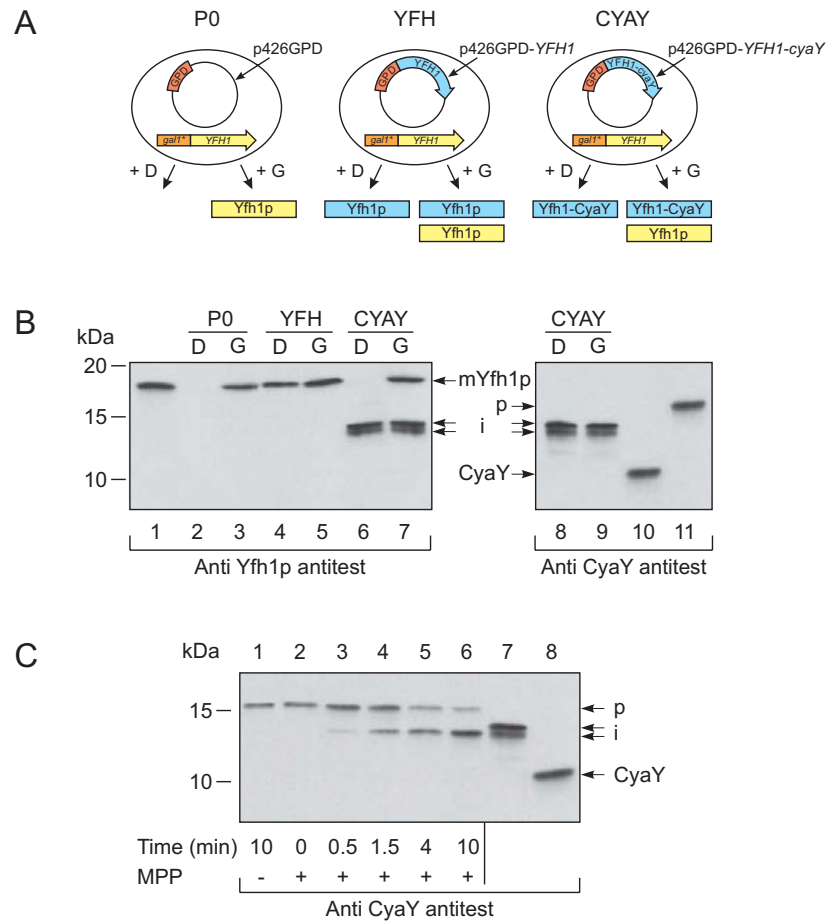 A
P0 YFH CYAY
p426GPD p426GPD-YFH1 p426GPD-YFH1-cyaY
GPD GPD YFH1 GPD YFH1-cyaY
gal1* YFH1 gal1* YFH1 gal1* YFH1
+ D + G + D + G + D + G
Yfh1p Yfh1p Yfh1p Yfh1-CyaY Yfh1-CyaY
Yfh1p Yfh1p
B
P0 YFH CYAY CYAY
kDa D G D G D G D G
20
mYfh1p
p
15
i
CyaY
10
1 2 3 4 5 6 7 8 9 10 11
Anti Yfh1p antitest Anti CyaY antitest
C
kDa 1 2 3 4 5 6 7 8
15 p
i
10 CyaY
Time (min) 10 0 0.5 1.5 4 10
MPP - + + + + +
Anti CyaY antitest